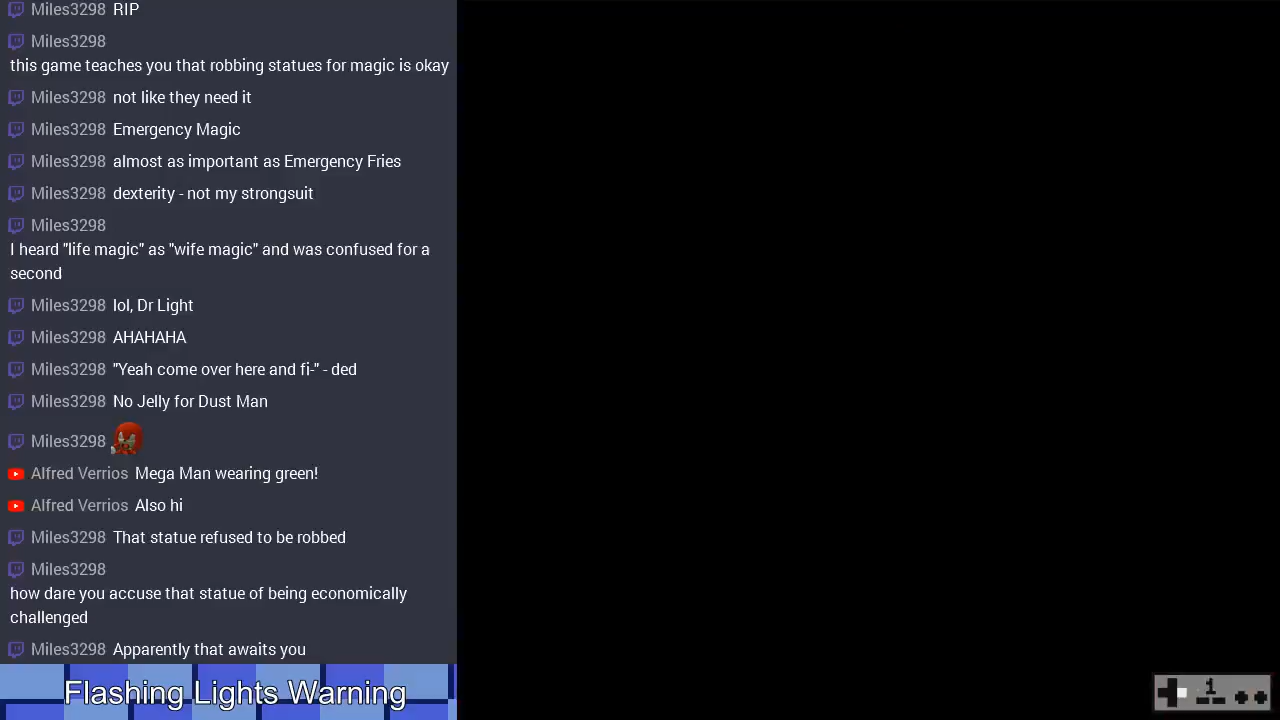 Miles3298 RIP
Miles3298
this game teaches you that robbing statues for magic is okay
Miles3298 not like they need it
Miles3298 Emergency Magic
Miles3298 almost as important as Emergency Fries
Miles3298 dexterity - not my strongsuit
Miles3298
I heard "life magic" as "wife magic" and was confused for a
second
Miles3298 lol, Dr Light
Miles3298 AHAHAHA
Miles3298 "Yeah come over here and fi-" - ded
Miles3298 No Jelly for Dust Man
Miles3298
Alfred Verrios Mega Man wearing green!
Alfred Verrios Also hi
Miles3298 That statue refused to be robbed
Miles3298
how dare you accuse that statue of being economically
challenged
Miles3298 Apparently that awaits you
Flashing Lights Warning
1